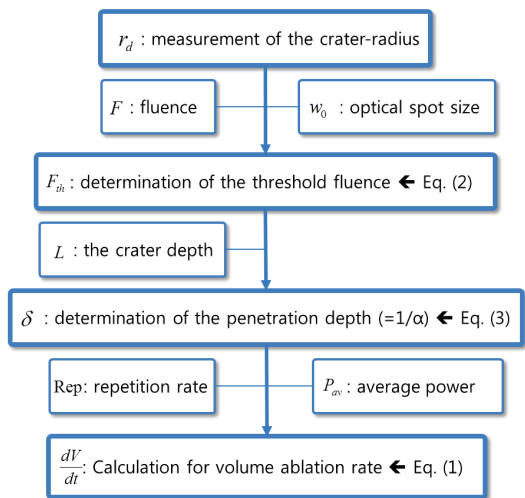 r_d : measurement of the crater-radius
F : fluence
w_0 : optical spot size
F_th : determination of the threshold fluence ← Eq. (2)
L : the crater depth
δ : determination of the penetration depth (=1/α) ← Eq. (3)
Rep: repetition rate
P_av : average power
dV/dt: Calculation for volume ablation rate ← Eq. (1)